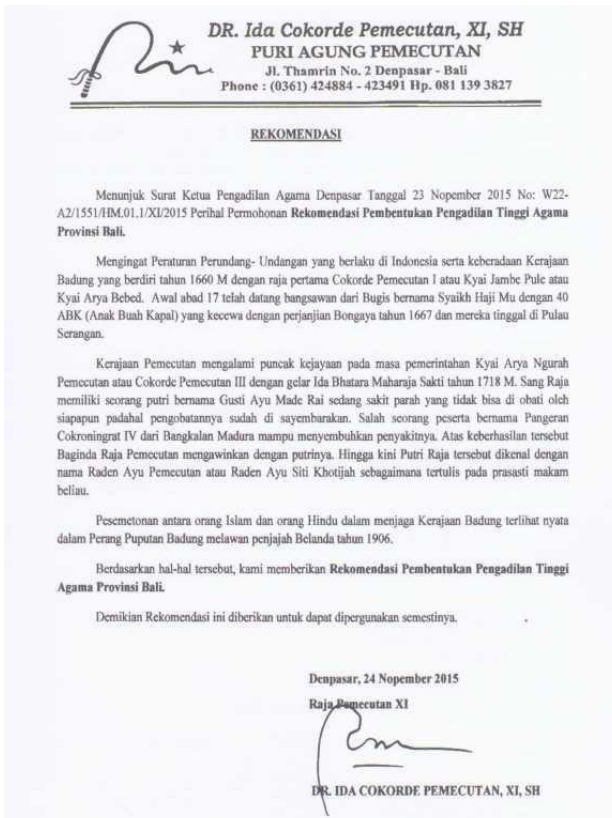 DR. Ida Cokorde Pemecutan, XI, SH
PURI AGUNG PEMECUTAN
Jl. Thamrin No. 2 Denpasar - Bali
Phone : (0361) 424884 - 423491 Hp. 081 139 3827
REKOMENDASI
Menunjuk Surat Ketua Pengadilan Agama Denpasar Tanggal 23 Nopember 2015 No: W22-
A2/1551/HM.01.1/XI/2015 Perihal Permohonan Rekomendasi Pembentukan Pengadilan Tinggi Agama
Provinsi Bali.
Mengingat Peraturan Perundang- Undangan yang berlaku di Indonesia serta keberadaan Kerajaan
Badung yang berdiri tahun 1660 M dengan raja pertama Cokorde Pemecutan I atau Kyai Jambe Pule atau
Kyai Arya Bebed. Awal abad 17 telah datang bangsawan dari Bugis bernama Syaikh Haji Mu dengan 40
ABK (Anak Buah Kapal) yang kecewa dengan perjanjian Bongaya tahun 1667 dan mereka tinggal di Pulau
Serangan.
Kerajaan Pemecutan mengalami puncak kejayaan pada masa pemerintahan Kyai Arya Ngurah
Pemecutan atau Cokorde Pemecutan III dengan gelar Ida Bhatara Maharaja Sakti tahun 1718 M. Sang Raja
memiliki seorang putri bernama Gusti Ayu Made Rai sedang sakit parah yang tidak bisa di obati oleh
siapapun padahal pengobatannya sudah di sayembarakan. Salah seorang peserta bernama Pangeran
Cokroningrat IV dari Bangkalan Madura mampu menyembuhkan penyakitnya. Atas keberhasilan tersebut
Baginda Raja Pemecutan mengawinkan dengan putrinya. Hingga kini Putri Raja tersebut dikenal dengan
nama Raden Ayu Pemecutan atau Raden Ayu Siti Khotijah sebagaimana tertulis pada prasasti makam
beliau.
Pesemetonan antara orang Islam dan orang Hindu dalam menjaga Kerajaan Badung terlihat nyata
dalam Perang Puputan Badung melawan penjajah Belanda tahun 1906.
Berdasarkan hal-hal tersebut, kami memberikan Rekomendasi Pembentukan Pengadilan Tinggi
Agama Provinsi Bali.
Demikian Rekomendasi ini diberikan untuk dapat dipergunakan semestinya.
Denpasar, 24 Nopember 2015
Raja Pemecutan XI
DR. IDA COKORDE PEMECUTAN, XI, SH